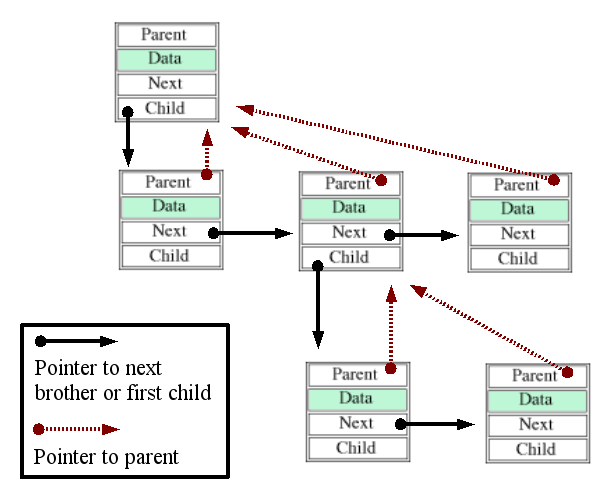 Parent
Data
Next
Child
Parent
Data
Next
Child
Parent
Data
Next
Child
Parent
Data
Next
Child
Pointer to next
brother or first child
Pointer to parent
Parent
Data
Next
Child
Parent
Data
Next
Child